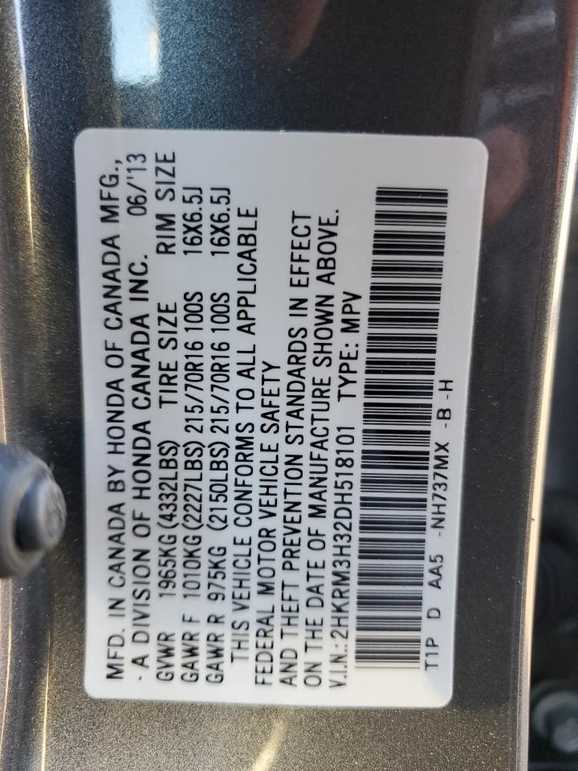 MFD. IN CANADA BY HONDA OF CANADA MFG.,
- A DIVISION OF HONDA CANADA INC. 06/'13
GVWR 1965KG (4332LBS) TIRE SIZE RIM SIZE
GAWR F 1010KG (2227LBS) 215/70R16 100S 16X6.5J
GAWR R 975KG (2150LBS) 215/70R16 100S 16X6.5J
THIS VEHICLE CONFORMS TO ALL APPLICABLE
FEDERAL MOTOR VEHICLE SAFETY
AND THEFT PREVENTION STANDARDS IN EFFECT
ON THE DATE OF MANUFACTURE SHOWN ABOVE.
V.I.N.: 2HKRM3H32DH518101 TYPE: MPV
T1P D AA5 -NH737MX -B -H